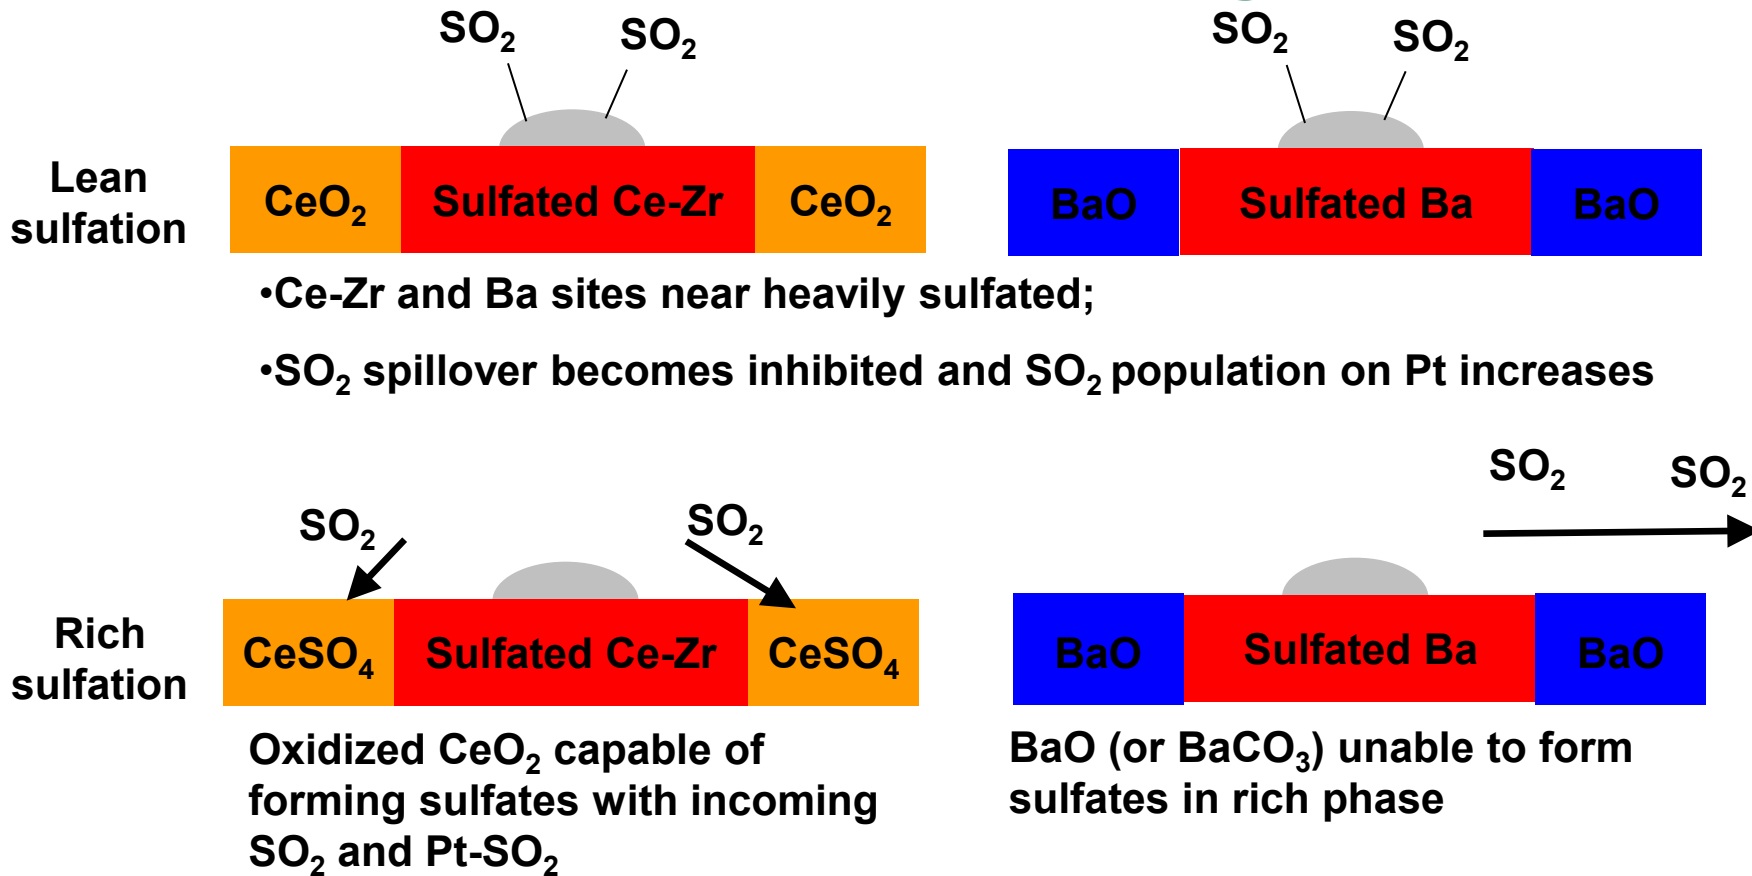 SO₂ SO₂ SO₂ SO₂
Lean
sulfation
CeO₂ Sulfated Ce-Zr CeO₂ BaO Sulfated Ba BaO
•Ce-Zr and Ba sites near heavily sulfated;
•SO₂ spillover becomes inhibited and SO₂ population on Pt increases
SO₂ SO₂ SO₂ SO₂
Rich
sulfation
CeSO₄ Sulfated Ce-Zr CeSO₄ BaO Sulfated Ba BaO
Oxidized CeO₂ capable of
forming sulfates with incoming
SO₂ and Pt-SO₂
BaO (or BaCO₃) unable to form
sulfates in rich phase